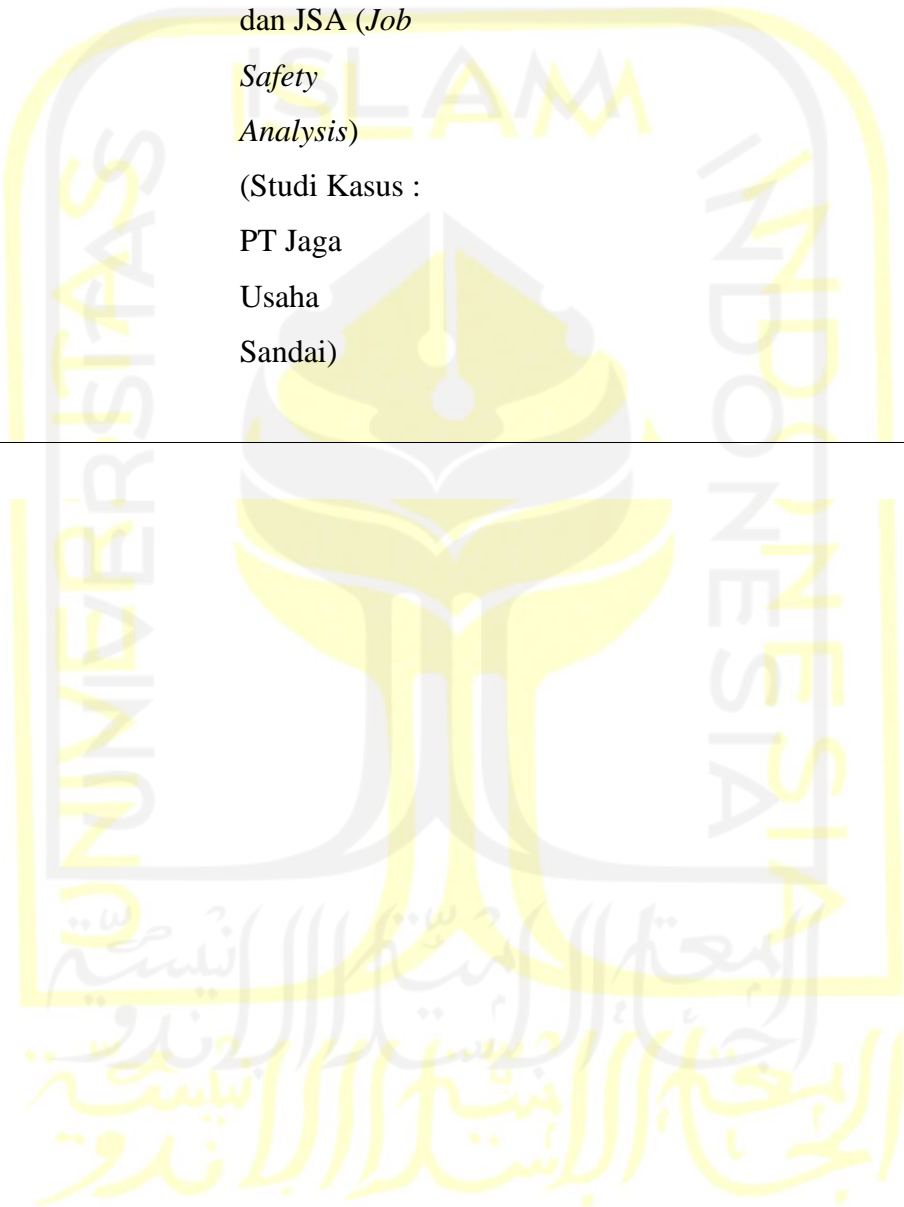 dan JSA (Job
Safety
Analysis)
(Studi Kasus :
PT Jaga
Usaha
Sandai)
ISLAM
UNIVERSITAS
INDONESIA